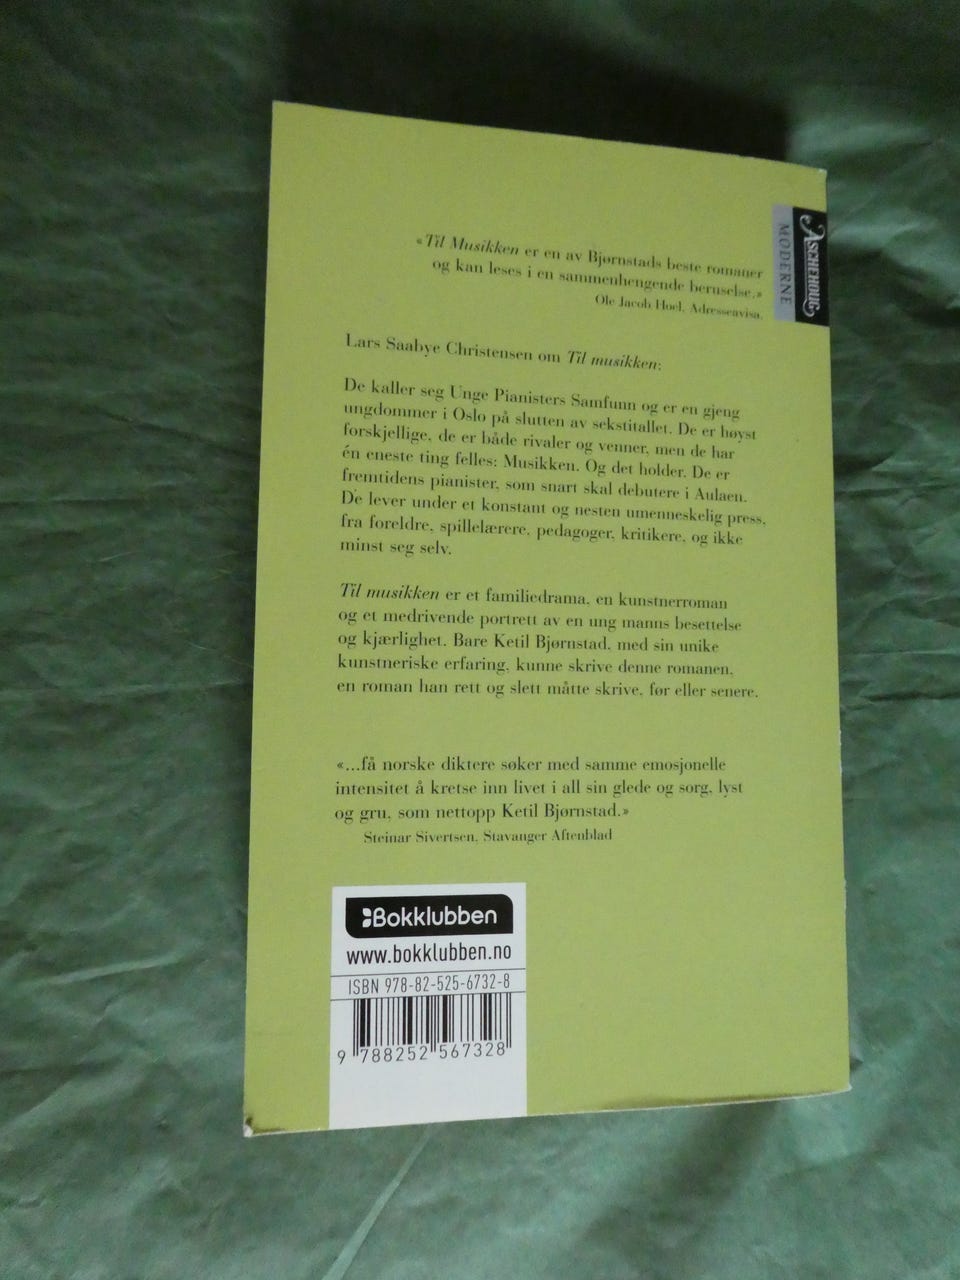 ASCHEHOUG
MODERNE
«Til Musikken er en av Bjørnstads beste romaner
og kan leses i en sammenhengende beruselse.»
Ole Jacob Hoel, Adresseavisa.
Lars Saabye Christensen om Til musikken:
De kaller seg Unge Pianisters Samfunn og er en gjeng
ungdommer i Oslo på slutten av sekstitallet. De er høyst
forskjellige, de er både rivaler og venner, men de har
én eneste ting felles: Musikken. Og det holder. De er
fremtidens pianister, som snart skal debutere i Aulaen.
De lever under et konstant og nesten umenneskelig press,
fra foreldre, spillelærere, pedagoger, kritikere, og ikke
minst seg selv.
Til musikken er et familiedrama, en kunstnerroman
og et medrivende portrett av en ung manns besettelse
og kjærlighet. Bare Ketil Bjørnstad, med sin unike
kunstneriske erfaring, kunne skrive denne romanen,
en roman han rett og slett måtte skrive, før eller senere.
«...få norske diktere søker med samme emosjonelle
intensitet å kretse inn livet i all sin glede og sorg, lyst
og gru, som nettopp Ketil Bjørnstad.»
Steinar Sivertsen, Stavanger Aftenblad
Bokklubben
www.bokklubben.no
ISBN 978-82-525-6732-8
9 788252 567328